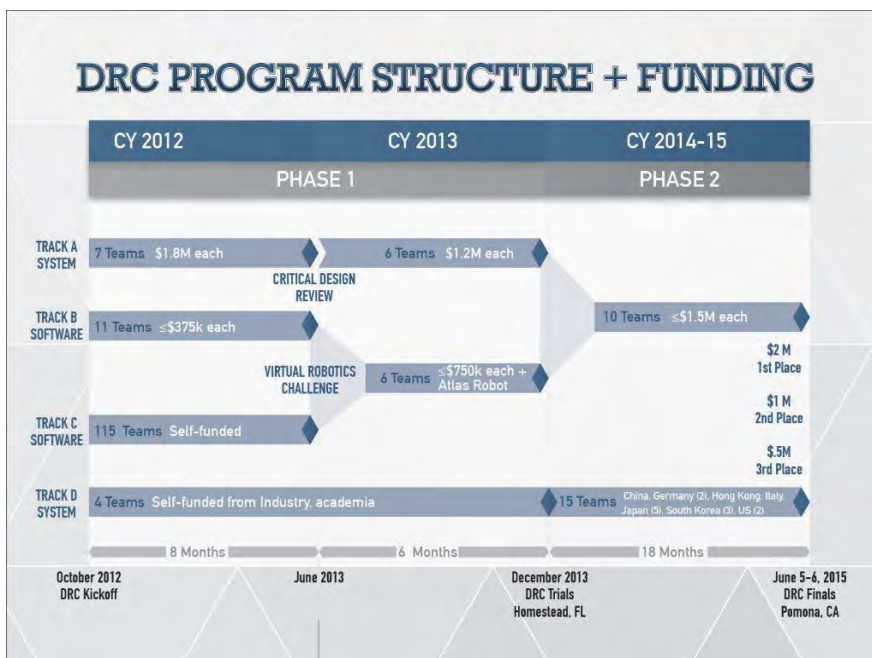 DRC PROGRAM STRUCTURE + FUNDING
CY 2012
CY 2013
CY 2014-15
PHASE 1
PHASE 2
TRACK A
SYSTEM
7 Teams $1.8M each
6 Teams $1.2M each
CRITICAL DESIGN
REVIEW
TRACK B
SOFTWARE
11 Teams ≤$375k each
10 Teams ≤$1.5M each
VIRTUAL ROBOTICS
CHALLENGE
6 Teams ≤$750k each +
Atlas Robot
$2 M
1st Place
$1 M
2nd Place
$.5M
3rd Place
TRACK C
SOFTWARE
115 Teams Self-funded
TRACK D
SYSTEM
4 Teams Self-funded from Industry, academia
15 Teams China, Germany (2), Hong Kong, Italy,
Japan (5), South Korea (3), US (2)
8 Months
6 Months
18 Months
October 2012
DRC Kickoff
June 2013
December 2013
DRC Trials
Homestead, FL
June 5-6, 2015
DRC Finals
Pomona, CA